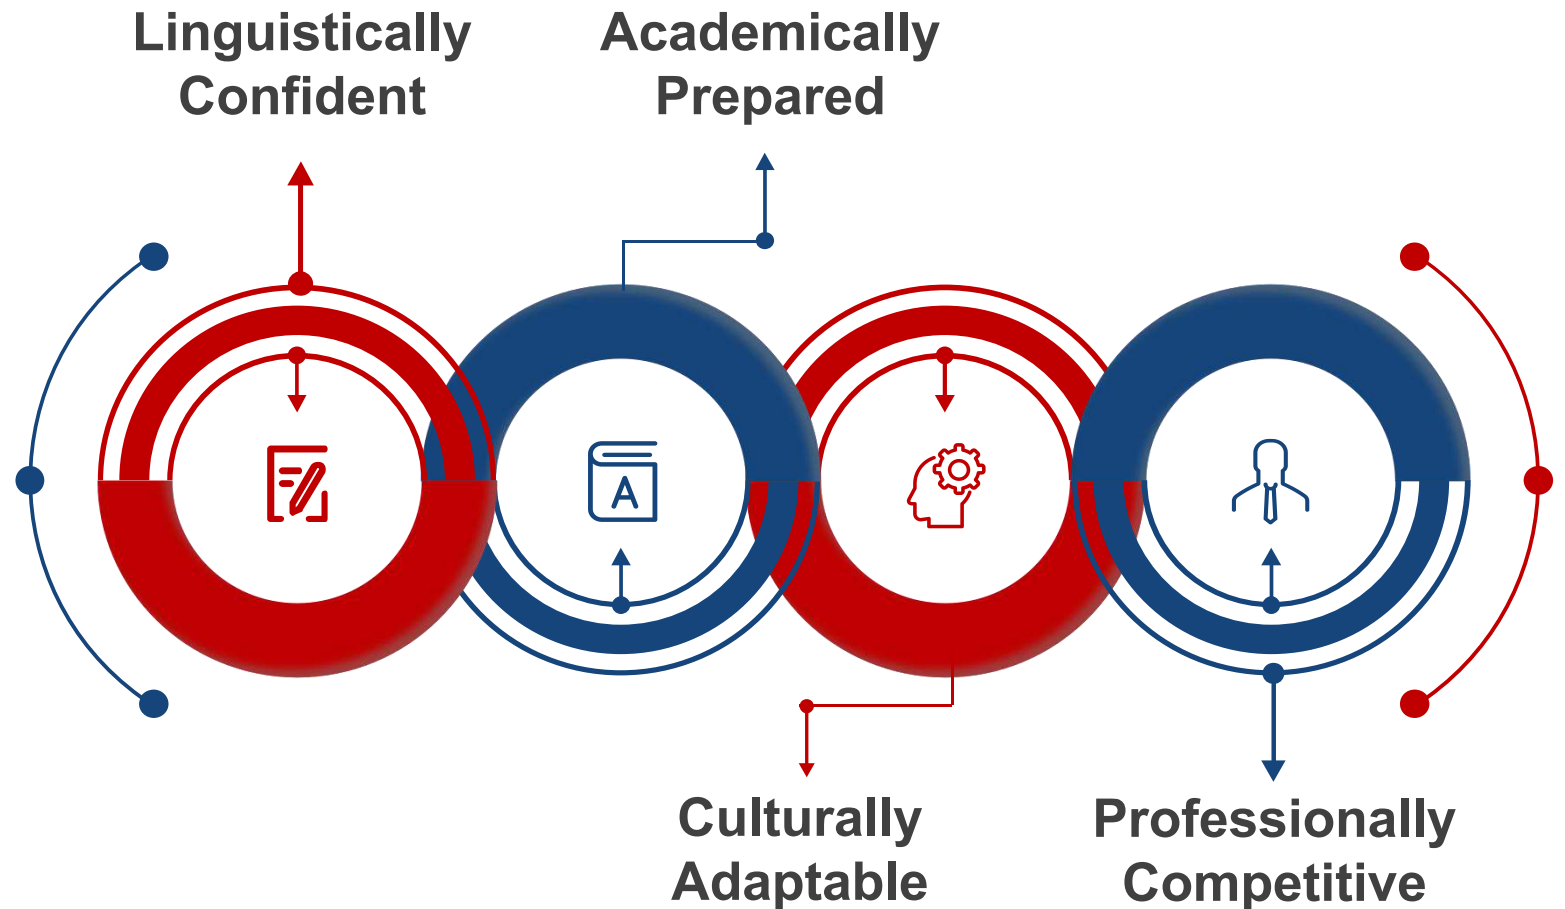 Linguistically
Confident
Academically
Prepared
A
Culturally
Adaptable
Professionally
Competitive